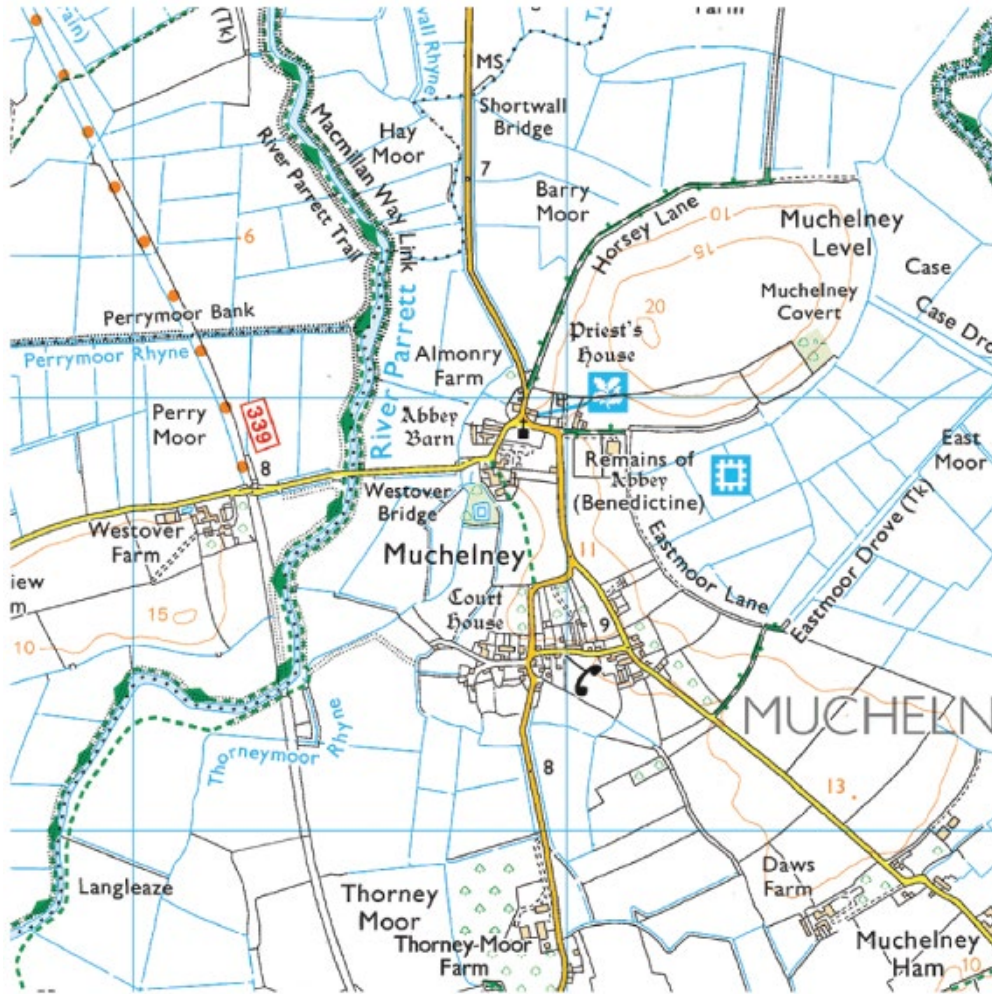 (Tk)
MS
Shortwall
Bridge
Hay
Moor
7
Macmillan Way
Link
River Parrett Trail
Barry
Moor
Horsey Lane
10
15
20
Muchelney
Level
Case
Muchelney
Covert
6
Perrymoor Bank
Perrymoor Rhyne
River Parrett
Almonry
Farm
Priest's
House
Perry
Moor
339
Abbey
Barn
8
Westover
Bridge
Remains of
Abbey
(Benedictine)
East
Moor
Westover
Farm
Muchelney
11
Eastmoor Lane
Eastmoor Drove (Tk)
15
10
Court
House
9
Thorneymoor
Rhyne
8
13
Langleaze
Thorney
Moor
Thorney-Moor
Farm
Daws
Farm
Muchelney
Ham
10